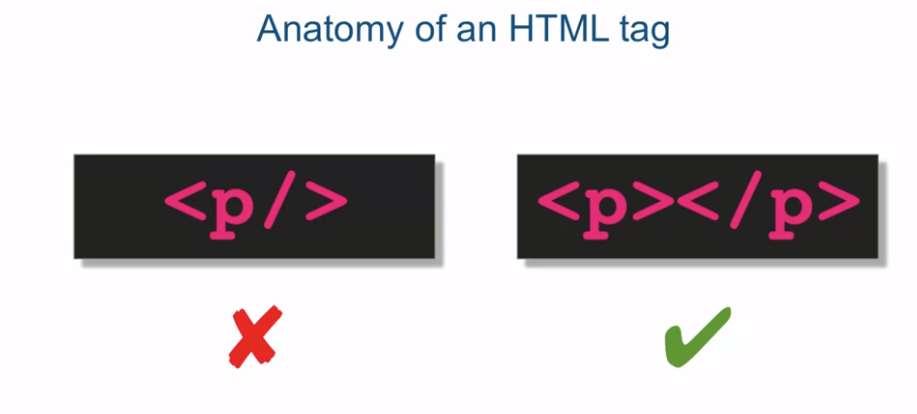 Anatomy of an HTML tag
<p/>
<p></p>